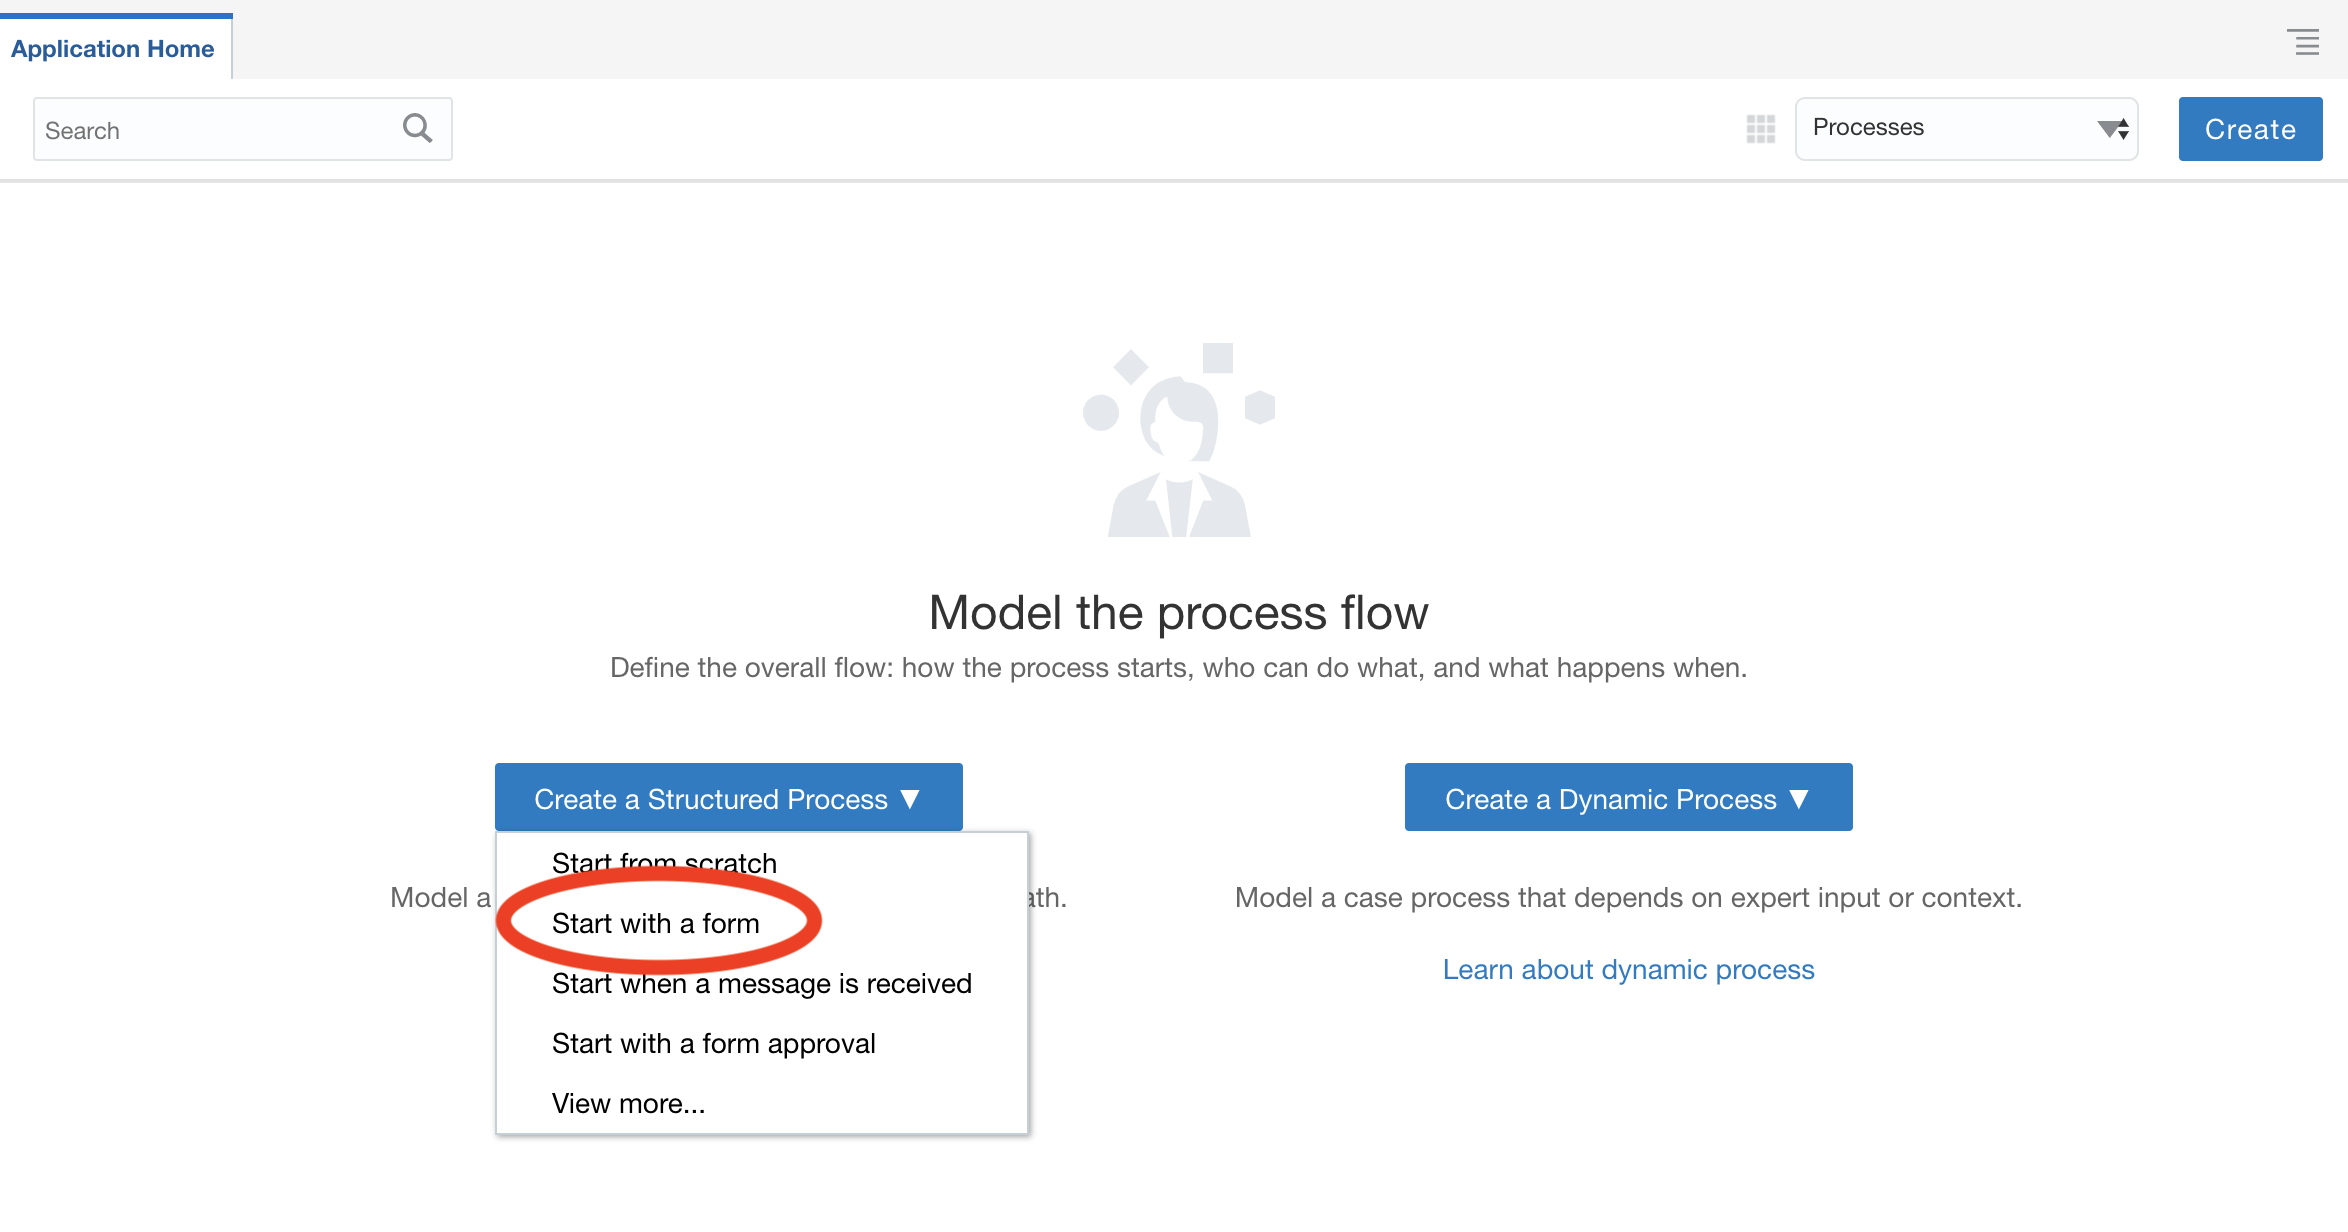 Application Home
Search
Processes
Create
Model the process flow
Define the overall flow: how the process starts, who can do what, and what happens when.
Create a Structured Process ▼
Create a Dynamic Process ▼
Start from scratch
Model a
Model a case process that depends on expert input or context.
Start with a form
Learn about dynamic process
Start when a message is received
Start with a form approval
View more...